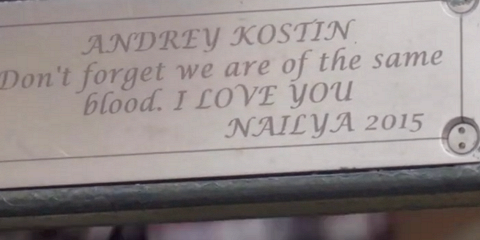 ANDREY KOSTIN
Don't forget we are of the same
blood. I LOVE YOU
NAILYA 2015